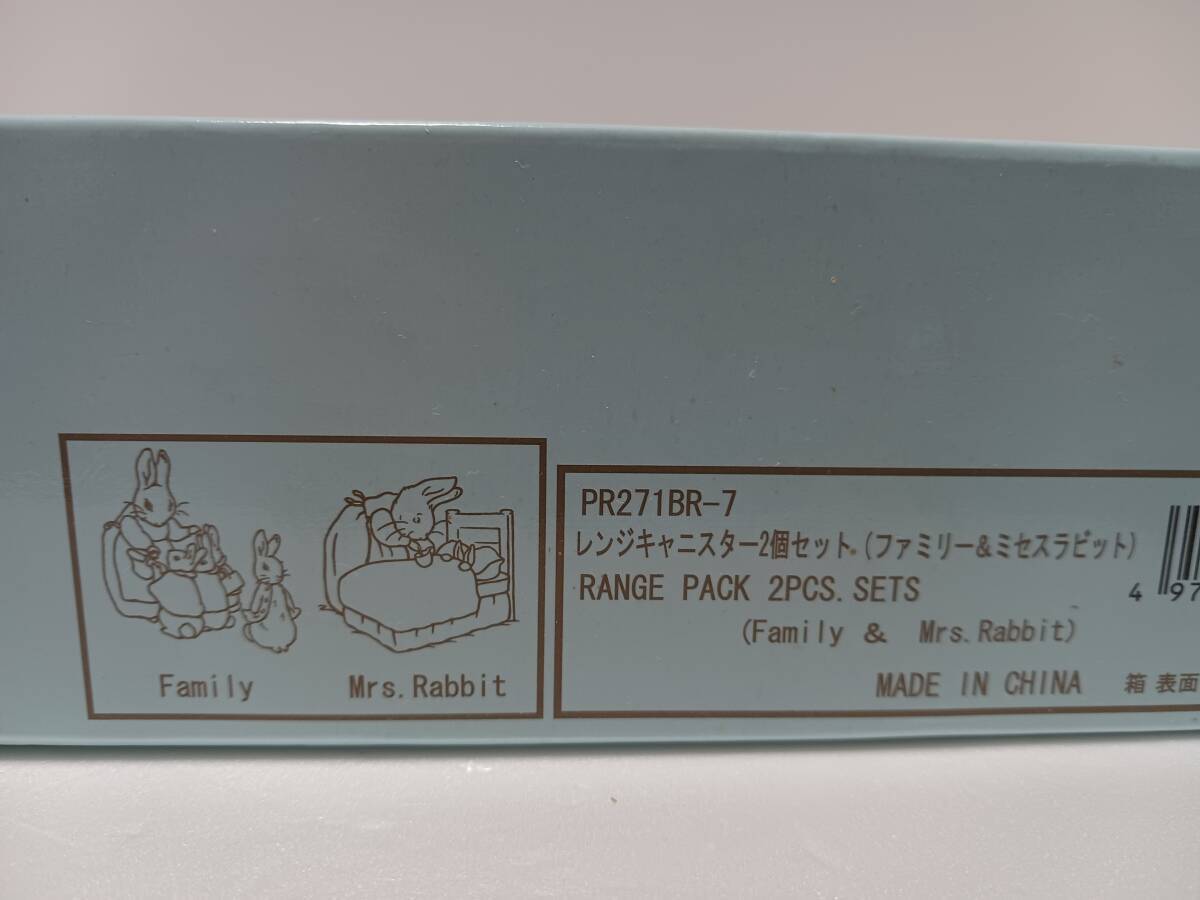 Family
Mrs. Rabbit
PR271BR-7
レンジキャニスター2個セット.(ファミリー&ミセスラビット)
RANGE PACK 2PCS. SETS
(Family & Mrs. Rabbit)
MADE IN CHINA
箱 表面
4 97